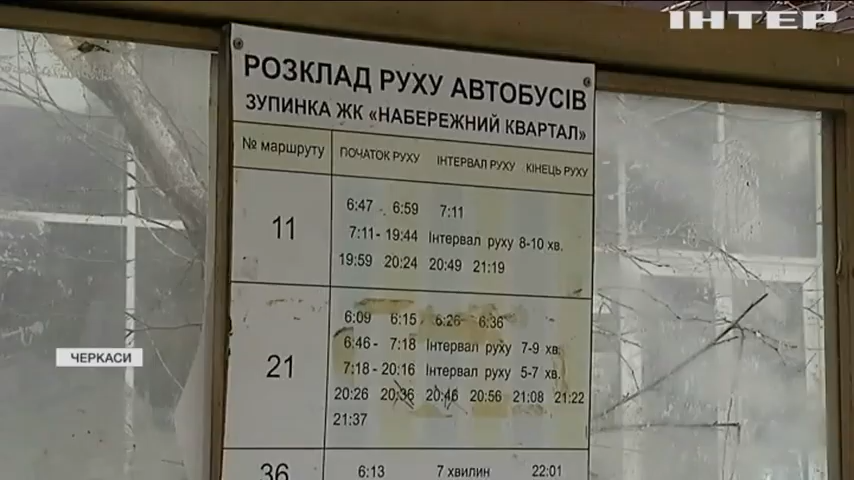 ІНТЕР
РОЗКЛАД РУХУ АВТОБУСІВ
ЗУПИНКА ЖК «НАБЕРЕЖНИЙ КВАРТАЛ»
№ маршруту ПОЧАТОК РУХУ ІНТЕРВАЛ РУХУ КІНЕЦЬ РУХУ
6:47 - 6:59 7:11
11 7:11- 19:44 Інтервал руху 8-10 хв.
19:59 20:24 20:49 21:19
6:09 6:15 6:26 6:36
6:46- 7:18 Інтервал руху 7-9 хв.
21 7:18- 20:16 Інтервал руху 5-7 хв.
20:26 20:36 20:46 20:56 21:08 21:22
21:37
36 6:13 7 хвилин 22:01
ЧЕРКАСИ